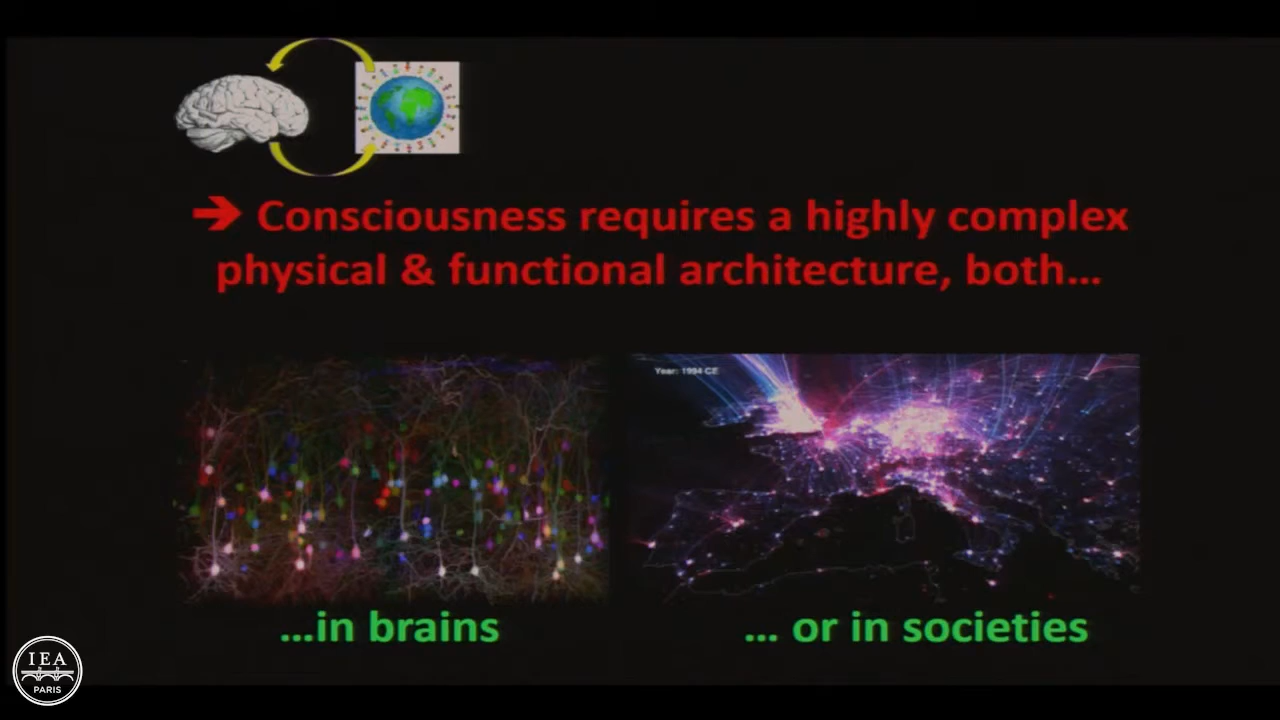 ➔ Consciousness requires a highly complex
physical & functional architecture, both...
Year: 1994 CE
...in brains
... or in societies
IEA
PARIS